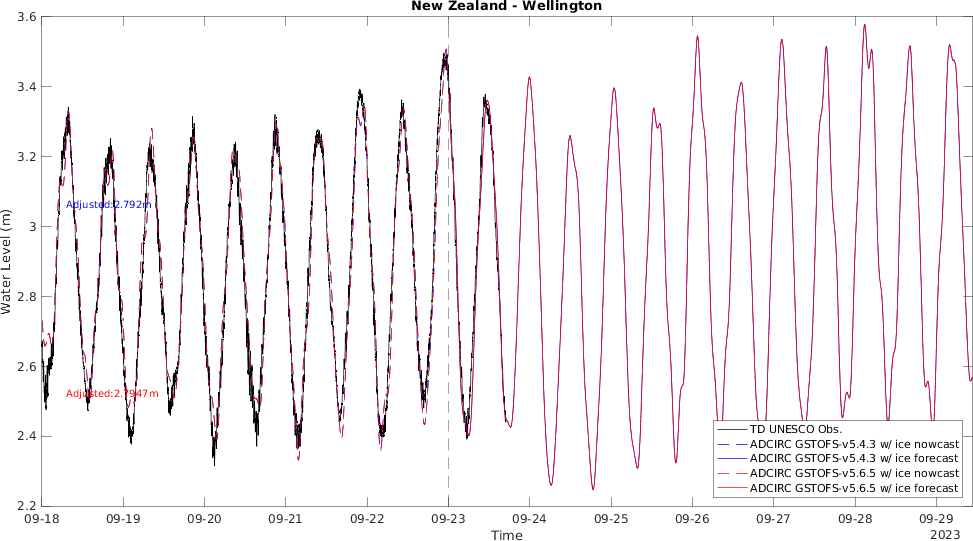 New Zealand - Wellington
3.6
3.4
3.2
3
2.8
2.6
2.4
2.2
Water Level (m)
Adjusted:2.792m
Adjusted:2.7947m
TD UNESCO Obs.
ADCIRC GSTOFS-v5.4.3 w/ ice nowcast
ADCIRC GSTOFS-v5.4.3 w/ ice forecast
ADCIRC GSTOFS-v5.6.5 w/ ice nowcast
ADCIRC GSTOFS-v5.6.5 w/ ice forecast
09-18 09-19 09-20 09-21 09-22 09-23 09-24 09-25 09-26 09-27 09-28 09-29
Time
2023